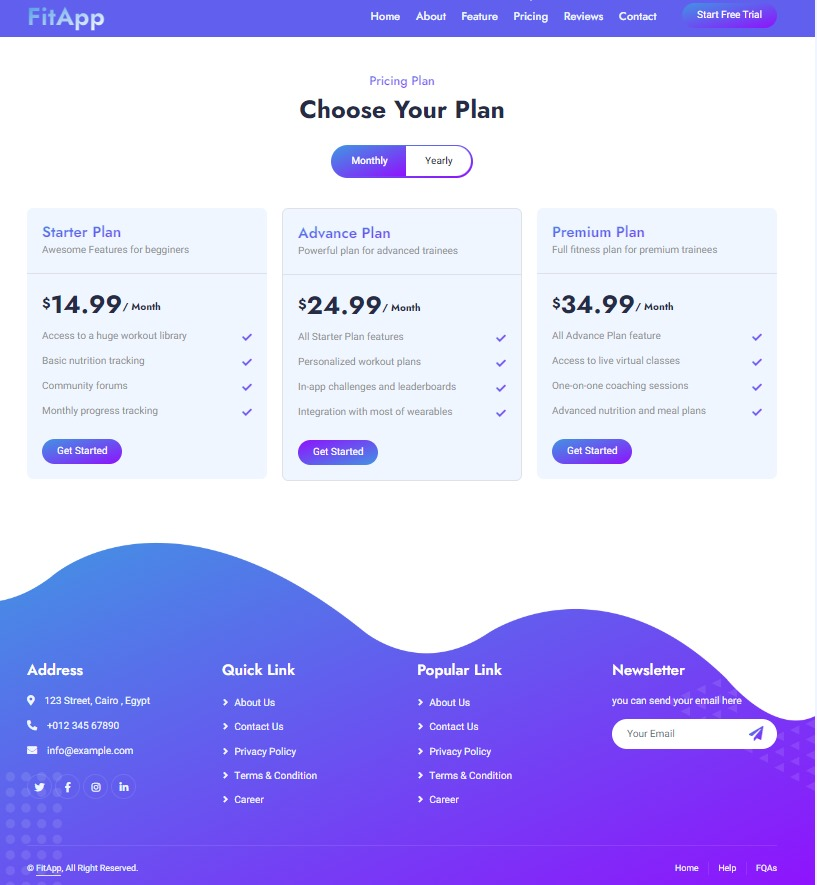 FitApp
Home About Feature Pricing Reviews Contact Start Free Trial
Pricing Plan
Choose Your Plan
Monthly Yearly
Starter Plan
Awesome Features for begginers
$14.99/ Month
Access to a huge workout library
Basic nutrition tracking
Community forums
Monthly progress tracking
Get Started
Advance Plan
Powerful plan for advanced trainees
$24.99/ Month
All Starter Plan features
Personalized workout plans
In-app challenges and leaderboards
Integration with most of wearables
Get Started
Premium Plan
Full fitness plan for premium trainees
$34.99/ Month
All Advance Plan feature
Access to live virtual classes
One-on-one coaching sessions
Advanced nutrition and meal plans
Get Started
Address
123 Street, Cairo , Egypt
+012 345 67890
info@example.com
Quick Link
About Us
Contact Us
Privacy Policy
Terms & Condition
Career
Popular Link
About Us
Contact Us
Privacy Policy
Terms & Condition
Career
Newsletter
you can send your email here
Your Email
© FitApp, All Right Reserved.
Home Help FQAs